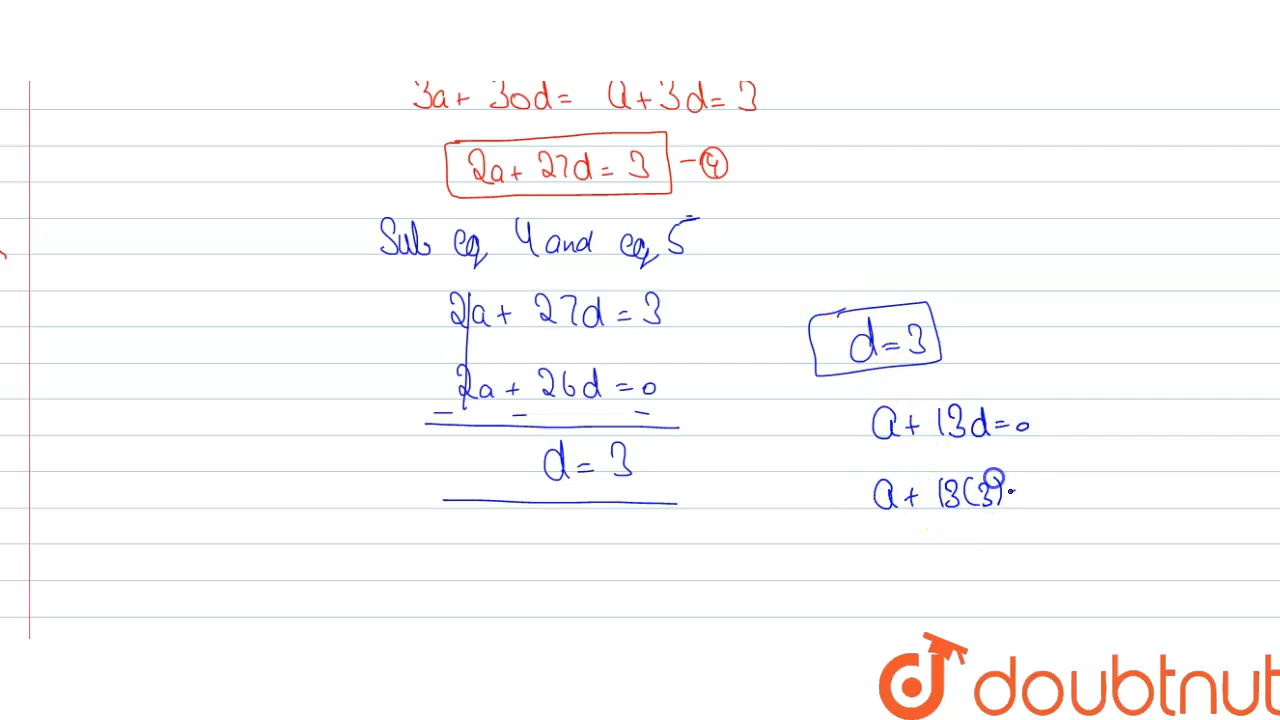 3a + 30d = a + 3d = 3
2a + 27d = 3 - 4
Sub eq 4 and eq 5
2a + 27d = 3
2a + 26d = 0
- - -
d = 3
d = 3
a + 13d = 0
a + 13(3)
doubtnut